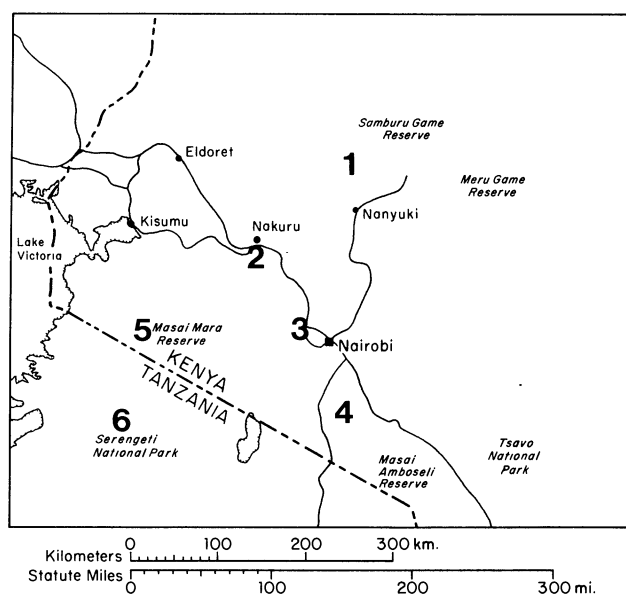 Samburu Game
Reserve
1
Meru Game
Reserve
Eldoret
Nanyuki
Kisumu
Nakuru
2
Lake
Victoria
5
Masai Mara
Reserve
3
Nairobi
KENYA
TANZANIA
6
Serengeti
National Park
4
Masai
Amboseli
Reserve
Tsavo
National
Park
0 100 200 300 km.
Kilometers
Statute Miles
0 100 200 300 mi.